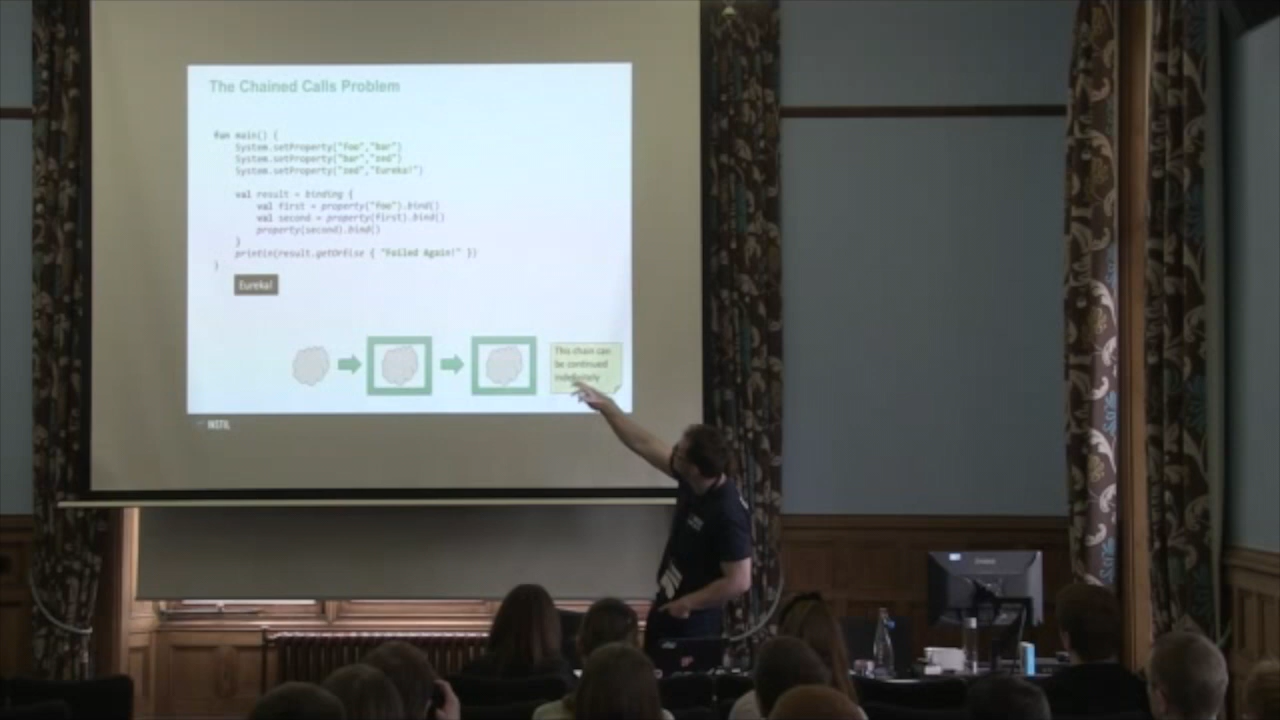 The Chained Calls Problem
fun main() {
System.setProperty("foo","bar")
System.setProperty("bar","zed")
System.setProperty("zed","Eureka!")
val result = binding {
val first = property("foo").bind()
val second = property(first).bind()
property(second).bind()
}
println(result.getOrElse { "Failed Again!" })
}
Eureka!
This chain can
be continued
indefinitely
INSTIL